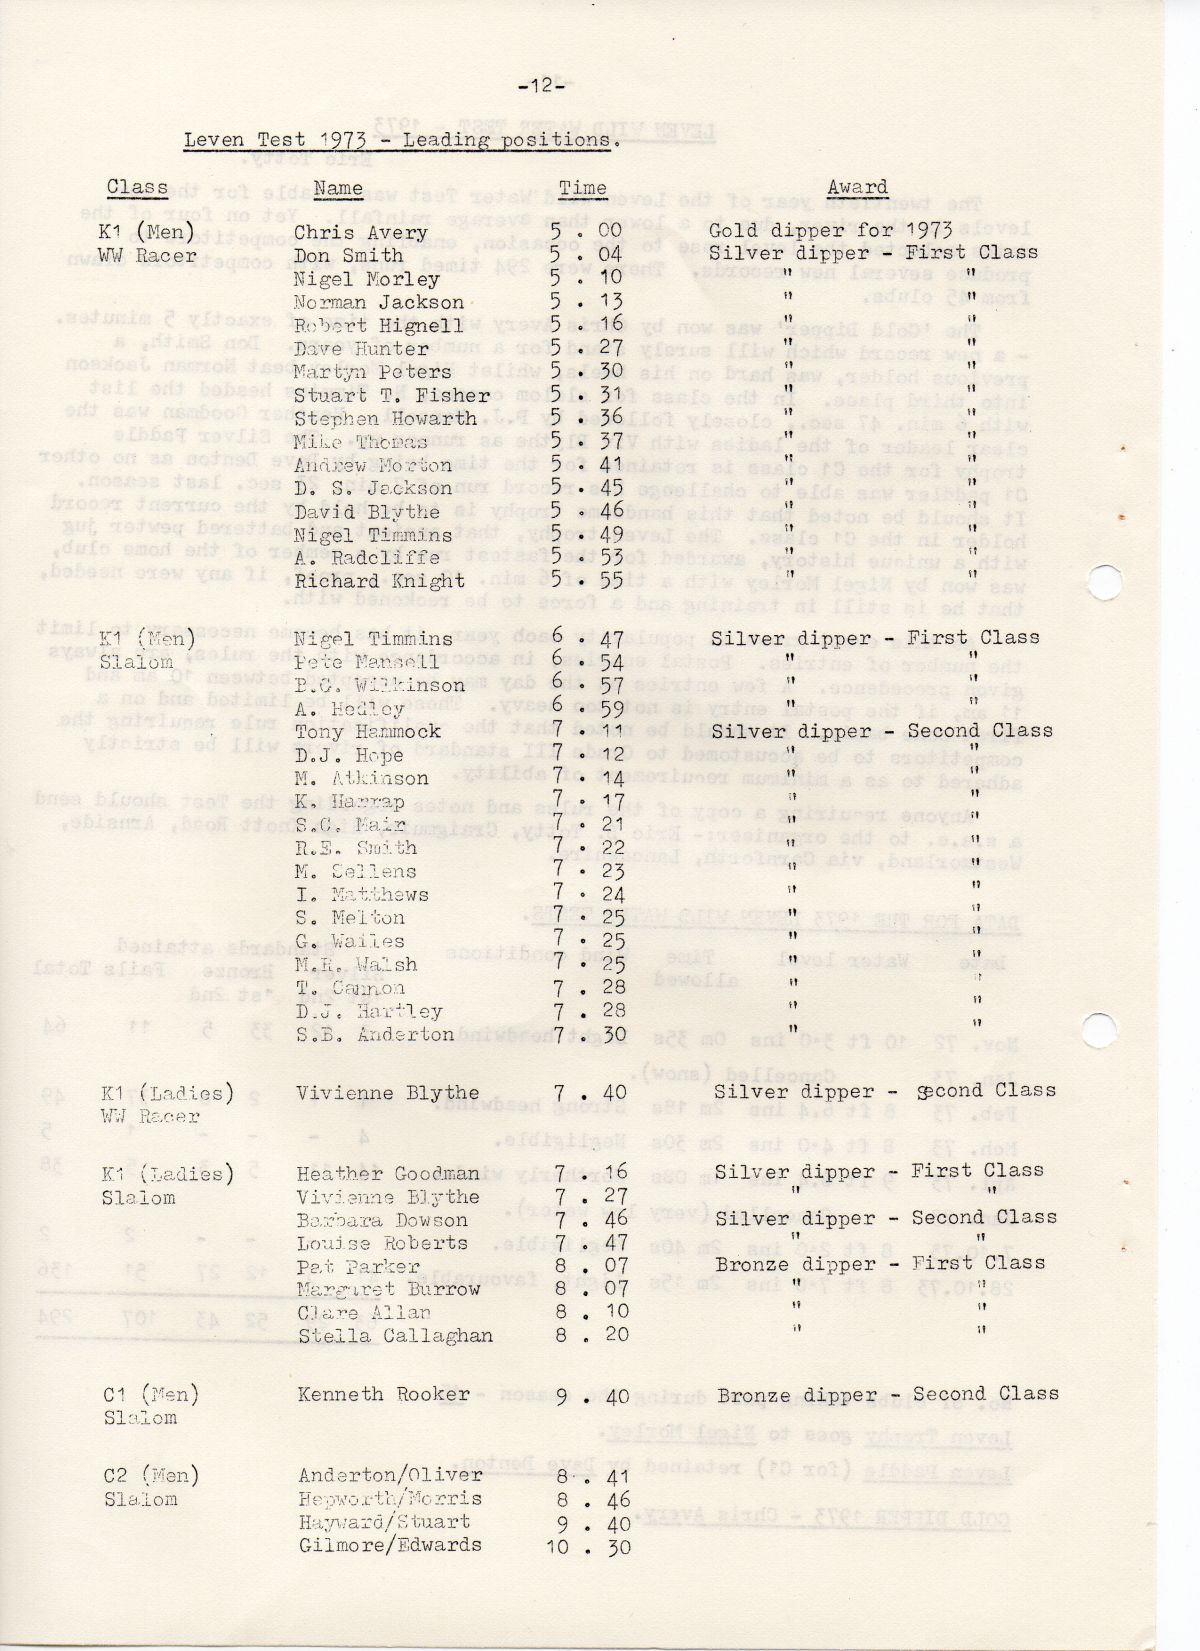 -12-
Leven Test 1973 - Leading positions.
Class Name Time Award
K1 (Men) Chris Avery 5 . 00 Gold dipper for 1973
WW Racer Don Smith 5 . 04 Silver dipper - First Class
Nigel Morley 5 . 10 " "
Norman Jackson 5 . 13 " "
Robert Hignell 5 . 16 " "
Dave Hunter 5 . 27 " "
Martyn Peters 5 . 30 " "
Stuart T. Fisher 5 . 31 " "
Stephen Howarth 5 . 36 " "
Mike Thomas 5 . 37 " "
Andrew Morton 5 . 41 " "
D. S. Jackson 5 . 45 " "
David Blythe 5 . 46 " "
Nigel Timmins 5 . 49 " "
A. Radcliffe 5 . 53 " "
Richard Knight 5 . 55 " "
K1 (Men) Nigel Timmins 6 . 47 Silver dipper - First Class
Slalom Pete Mansell 6 . 54 " "
B.G. Wilkinson 6 . 57 " "
A. Hedley 6 . 59 " "
Tony Hammock 7 . 11 Silver dipper - Second Class
D.J. Hope 7 . 12 " "
M. Atkinson 7 . 14 " "
K. Harrap 7 . 17 " "
S.C. Mair 7 . 21 " "
R.E. Smith 7 . 22 " "
M. Sellens 7 . 23 " "
I. Matthews 7 . 24 " "
S. Melton 7 . 25 " "
G. Wailes 7 . 25 " "
M.R. Walsh 7 . 25 " "
T. Cannon 7 . 28 " "
D.J. Hartley 7 . 28 " "
S.B. Anderton 7 . 30 " "
K1 (Ladies) Vivienne Blythe 7 . 40 Silver dipper - second Class
WW Racer
K1 (Ladies) Heather Goodman 7 . 16 Silver dipper - First Class
Slalom Vivienne Blythe 7 . 27 " "
Barbara Dowson 7 . 46 Silver dipper - Second Class
Louise Roberts 7 . 47 " "
Pat Parker 8 . 07 Bronze dipper - First Class
Margaret Burrow 8 . 07 " "
Clare Allan 8 . 10 " "
Stella Callaghan 8 . 20 " "
C1 (Men) Kenneth Rooker 9 . 40 Bronze dipper - Second Class
Slalom
C2 (Men) Anderton/Oliver 8 . 41
Slalom Hepworth/Morris 8 . 46
Hayward/Stuart 9 . 40
Gilmore/Edwards 10 . 30